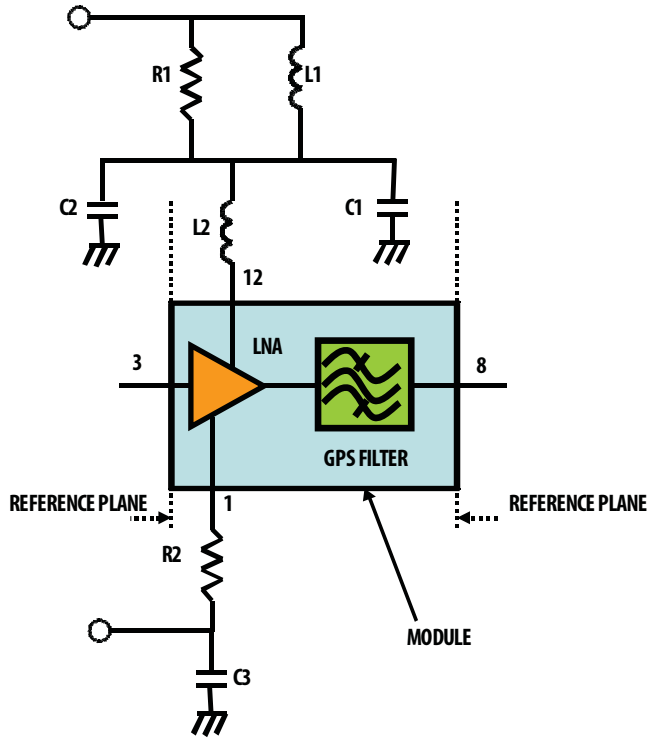 R1
L1
C2
L2
C1
12
LNA
3
8
GPS FILTER
REFERENCE PLANE
1
REFERENCE PLANE
R2
MODULE
C3